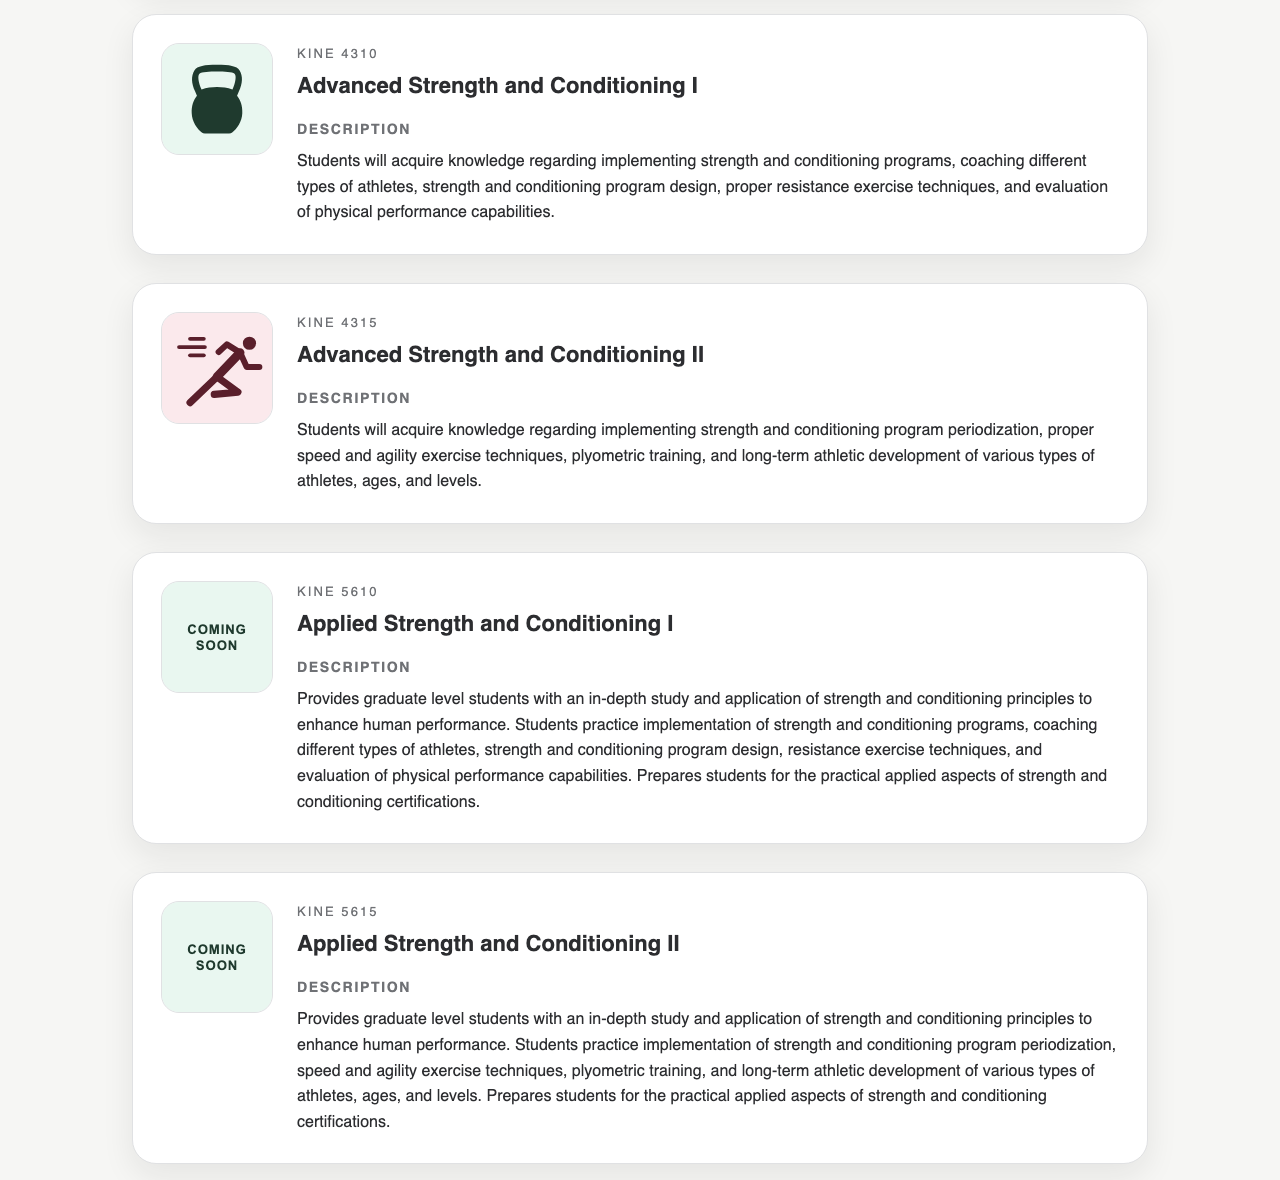 KINE 4310
Advanced Strength and Conditioning I
DESCRIPTION
Students will acquire knowledge regarding implementing strength and conditioning programs, coaching different
types of athletes, strength and conditioning program design, proper resistance exercise techniques, and evaluation
of physical performance capabilities.
KINE 4315
Advanced Strength and Conditioning II
DESCRIPTION
Students will acquire knowledge regarding implementing strength and conditioning program periodization, proper
speed and agility exercise techniques, plyometric training, and long-term athletic development of various types of
athletes, ages, and levels.
COMING
SOON
KINE 5610
Applied Strength and Conditioning I
DESCRIPTION
Provides graduate level students with an in-depth study and application of strength and conditioning principles to
enhance human performance. Students practice implementation of strength and conditioning programs, coaching
different types of athletes, strength and conditioning program design, resistance exercise techniques, and
evaluation of physical performance capabilities. Prepares students for the practical applied aspects of strength and
conditioning certifications.
COMING
SOON
KINE 5615
Applied Strength and Conditioning II
DESCRIPTION
Provides graduate level students with an in-depth study and application of strength and conditioning principles to
enhance human performance. Students practice implementation of strength and conditioning program periodization,
speed and agility exercise techniques, plyometric training, and long-term athletic development of various types of
athletes, ages, and levels. Prepares students for the practical applied aspects of strength and conditioning
certifications.